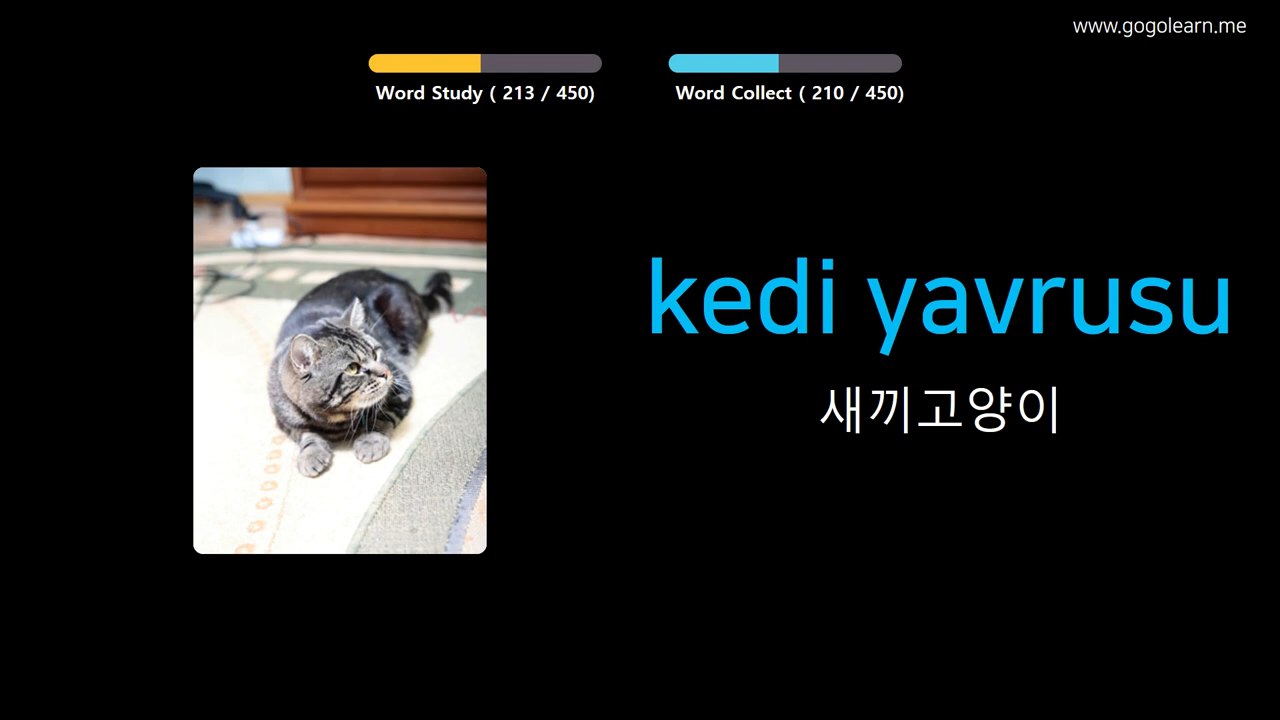 www.gogolearn.me
Word Study ( 213 / 450)
Word Collect ( 210 / 450)
kedi yavrusu
새끼고양이